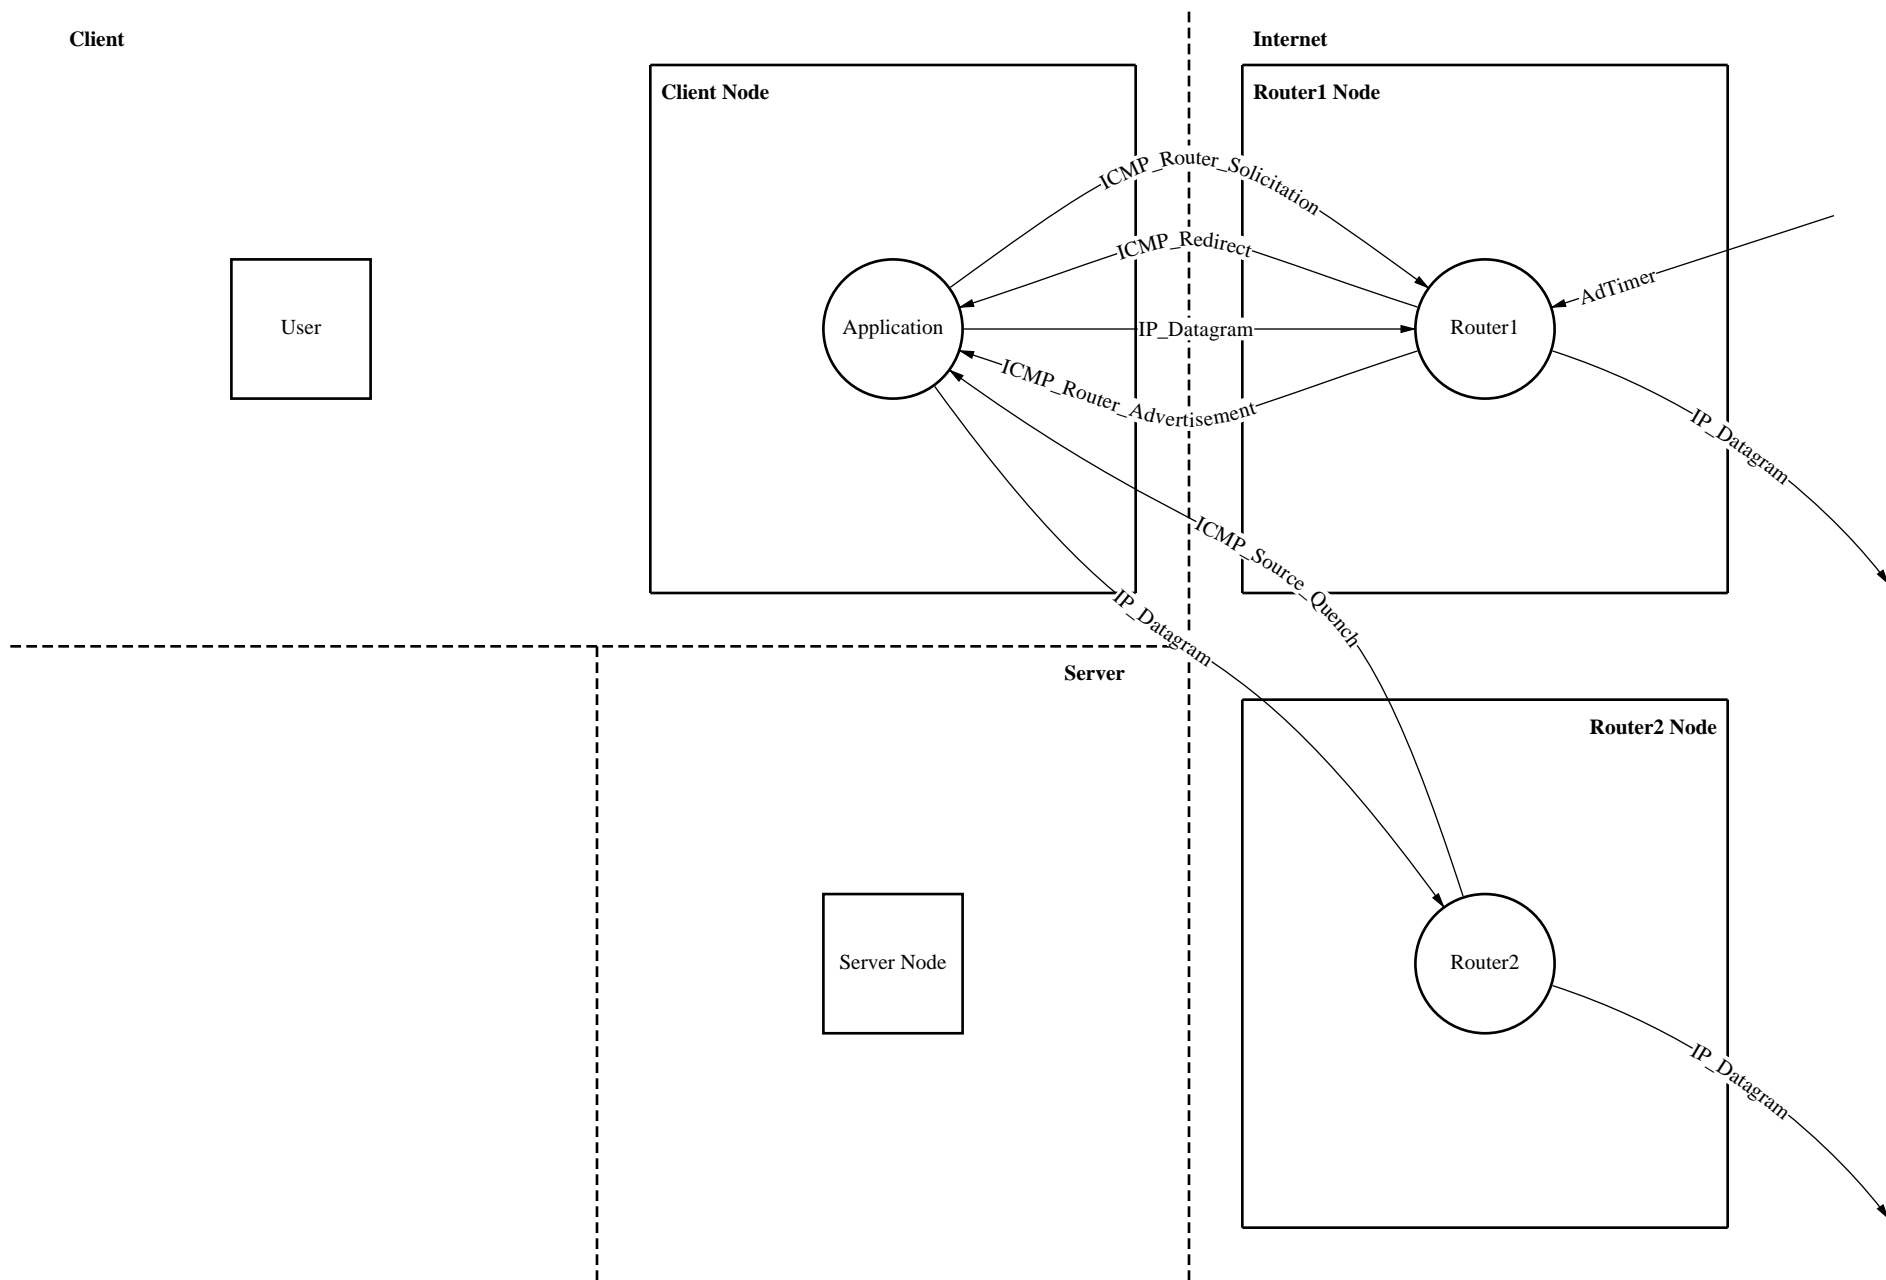 Client
Internet
Client Node
Router1 Node
ICMP_Router_Solicitation
ICMP_Redirect
AdTimer
User
Application
IP_Datagram
Router1
ICMP_Router_Advertisement
IP_Datagram
ICMP_Source_Quench
IP_Datagram
Server
Router2 Node
Server Node
Router2
IP_Datagram